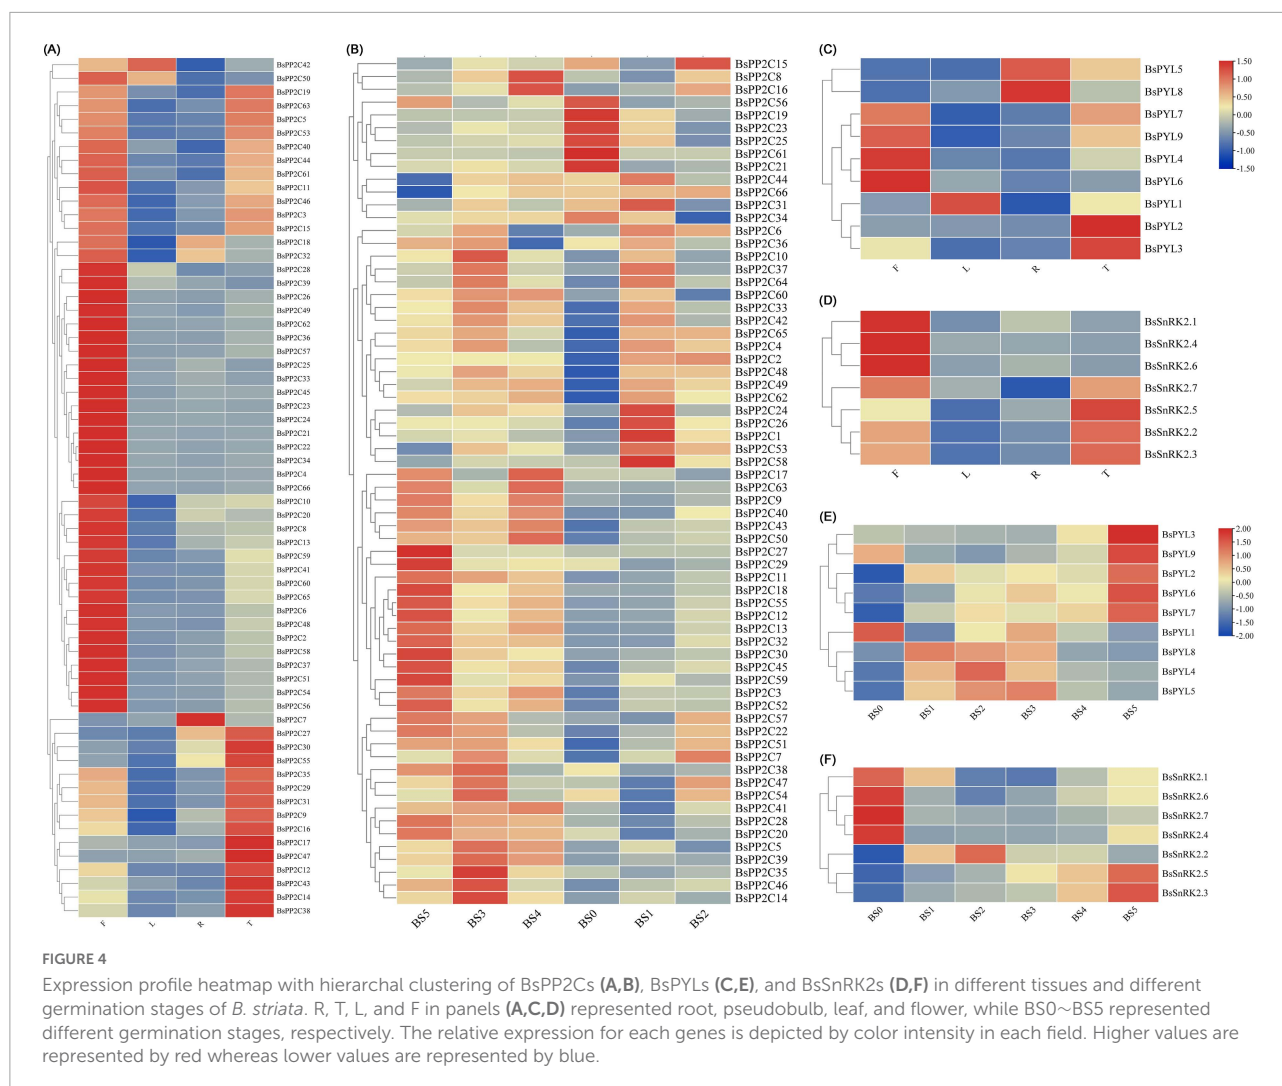 (A)
BsPP2C42
BsPP2C50
BsPP2C19
BsPP2C63
BsPP2C5
BsPP2C53
BsPP2C40
BsPP2C44
BsPP2C61
BsPP2C11
BsPP2C46
BsPP2C3
BsPP2C15
BsPP2C18
BsPP2C32
BsPP2C28
BsPP2C39
BsPP2C26
BsPP2C49
BsPP2C62
BsPP2C36
BsPP2C57
BsPP2C25
BsPP2C33
BsPP2C45
BsPP2C23
BsPP2C24
BsPP2C21
BsPP2C22
BsPP2C34
BsPP2C4
BsPP2C66
BsPP2C10
BsPP2C20
BsPP2C8
BsPP2C13
BsPP2C59
BsPP2C41
BsPP2C60
BsPP2C65
BsPP2C6
BsPP2C48
BsPP2C2
BsPP2C58
BsPP2C37
BsPP2C51
BsPP2C54
BsPP2C56
BsPP2C7
BsPP2C27
BsPP2C30
BsPP2C55
BsPP2C35
BsPP2C29
BsPP2C31
BsPP2C9
BsPP2C16
BsPP2C17
BsPP2C47
BsPP2C12
BsPP2C43
BsPP2C14
BsPP2C38
F L R T
(B)
BsPP2C15
BsPP2C8
BsPP2C16
BsPP2C56
BsPP2C19
BsPP2C23
BsPP2C25
BsPP2C61
BsPP2C21
BsPP2C44
BsPP2C66
BsPP2C31
BsPP2C34
BsPP2C6
BsPP2C36
BsPP2C10
BsPP2C37
BsPP2C64
BsPP2C60
BsPP2C33
BsPP2C42
BsPP2C65
BsPP2C4
BsPP2C2
BsPP2C48
BsPP2C49
BsPP2C62
BsPP2C24
BsPP2C26
BsPP2C1
BsPP2C53
BsPP2C58
BsPP2C17
BsPP2C63
BsPP2C9
BsPP2C40
BsPP2C43
BsPP2C50
BsPP2C27
BsPP2C29
BsPP2C11
BsPP2C18
BsPP2C55
BsPP2C12
BsPP2C13
BsPP2C32
BsPP2C30
BsPP2C45
BsPP2C59
BsPP2C3
BsPP2C52
BsPP2C57
BsPP2C22
BsPP2C51
BsPP2C7
BsPP2C38
BsPP2C47
BsPP2C54
BsPP2C41
BsPP2C28
BsPP2C20
BsPP2C5
BsPP2C39
BsPP2C35
BsPP2C46
BsPP2C14
BS5 BS3 BS4 BS0 BS1 BS2
(C)
BsPYL5
BsPYL8
BsPYL7
BsPYL9
BsPYL4
BsPYL6
BsPYL1
BsPYL2
BsPYL3
F L R T
1.50
1.00
0.50
0.00
-0.50
-1.00
-1.50
(D)
BsSnRK2.1
BsSnRK2.4
BsSnRK2.6
BsSnRK2.7
BsSnRK2.5
BsSnRK2.2
BsSnRK2.3
F L R T
(E)
BsPYL3
BsPYL9
BsPYL2
BsPYL6
BsPYL7
BsPYL1
BsPYL8
BsPYL4
BsPYL5
BS0 BS1 BS2 BS3 BS4 BS5
2.00
1.50
1.00
0.50
0.00
-0.50
-1.00
-1.50
-2.00
(F)
BsSnRK2.1
BsSnRK2.6
BsSnRK2.7
BsSnRK2.4
BsSnRK2.2
BsSnRK2.5
BsSnRK2.3
BS0 BS1 BS2 BS3 BS4 BS5
FIGURE 4
Expression profile heatmap with hierarchal clustering of BsPP2Cs (A,B), BsPYLs (C,E), and BsSnRK2s (D,F) in different tissues and different
germination stages of B. striata. R, T, L, and F in panels (A,C,D) represented root, pseudobulb, leaf, and flower, while BS0~BS5 represented
different germination stages, respectively. The relative expression for each genes is depicted by color intensity in each field. Higher values are
represented by red whereas lower values are represented by blue.